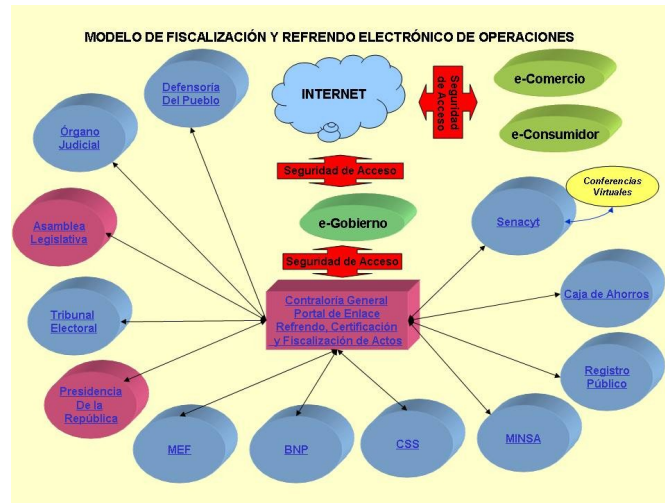 MODELO DE FISCALIZACIÓN Y REFRENDO ELECTRÓNICO DE OPERACIONES
Defensoría
Del Pueblo
INTERNET
Seguridad
de Acceso
e-Comercio
e-Consumidor
Órgano
Judicial
Seguridad de Acceso
Conferencias
Virtuales
Asamblea
Legislativa
e-Gobierno
Senacyt
Seguridad de Acceso
Contraloría General
Portal de Enlace
Refrendo, Certificación
y Fiscalización de Actos
Caja de Ahorros
Tribunal
Electoral
Registro
Público
Presidencia
De la
República
MEF
BNP
CSS
MINSA